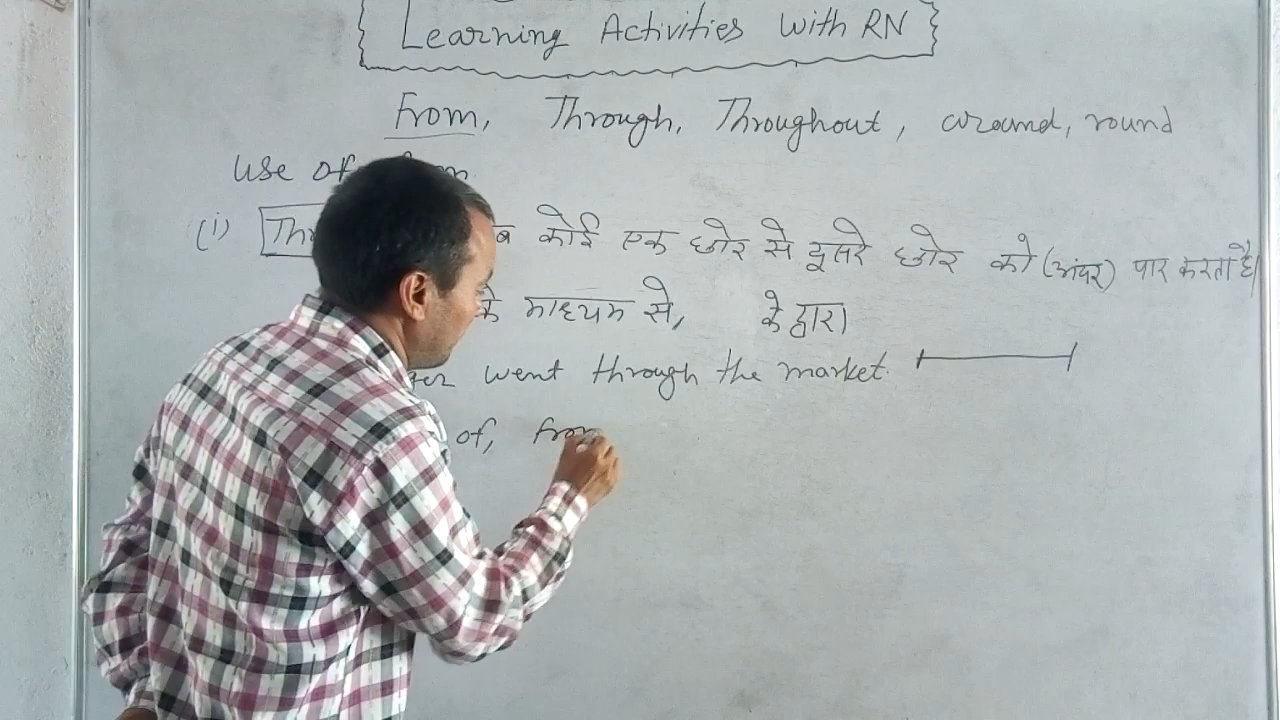 Learning Activities With RN
From, Through, Throughout, around, round
use of
(i) कोई एक छोर से दूसरे छोर को (अंदर) पार करता है।
के माध्यम से, के द्वारा
went through the market.
of, from